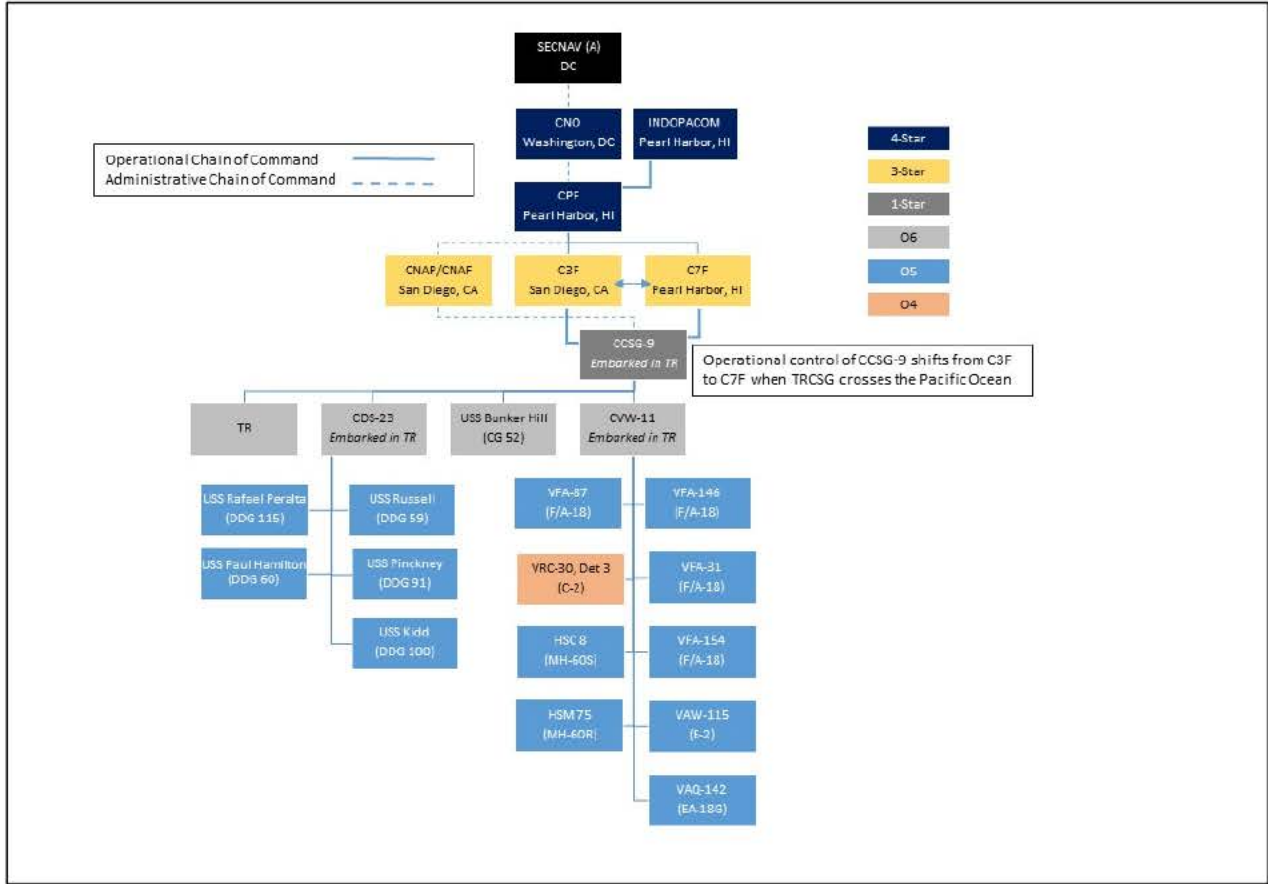 SECNAV (A)
DC
CNO
Washington, DC
INDOPACOM
Pearl Harbor, HI
4-Star
3-Star
1-Star
O6
O5
O4
Operational Chain of Command
Administrative Chain of Command
CPF
Pearl Harbor, HI
CNAP/CNAF
San Diego, CA
C3F
San Diego, CA
C7F
Pearl Harbor, HI
CCSG-9
Embarked in TR
Operational control of CCSG-9 shifts from C3F
to C7F when TRCSG crosses the Pacific Ocean
TR
CDS-23
Embarked in TR
USS Bunker Hill
(CG 52)
CVW-11
Embarked in TR
USS Rafael Peralta
(DDG 115)
USS Russell
(DDG 59)
USS Paul Hamilton
(DDG 60)
USS Pinckney
(DDG 91)
USS Kidd
(DDG 100)
VFA-87
(F/A-18)
VFA-146
(F/A-18)
VRC-30, Det 3
(C-2)
VFA-31
(F/A-18)
HSC 8
(MH-60S)
VFA-154
(F/A-18)
HSM 75
(MH-60R)
VAW-115
(E-2)
VAQ-142
(EA-18G)